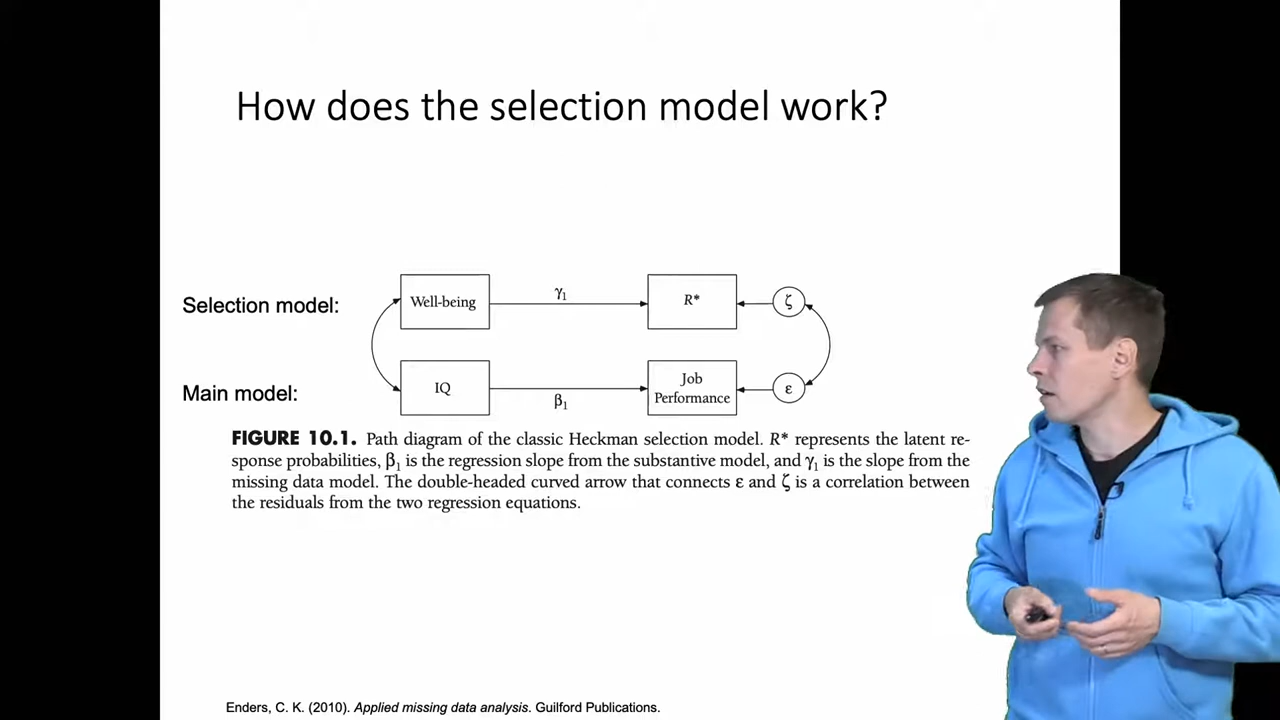 How does the selection model work?
Selection model:
Well-being
γ1
R*
ζ
Main model:
IQ
β1
Job
Performance
ε
FIGURE 10.1. Path diagram of the classic Heckman selection model. R* represents the latent re-
sponse probabilities, β1 is the regression slope from the substantive model, and γ1 is the slope from the
missing data model. The double-headed curved arrow that connects ε and ζ is a correlation between
the residuals from the two regression equations.
Enders, C. K. (2010). Applied missing data analysis. Guilford Publications.